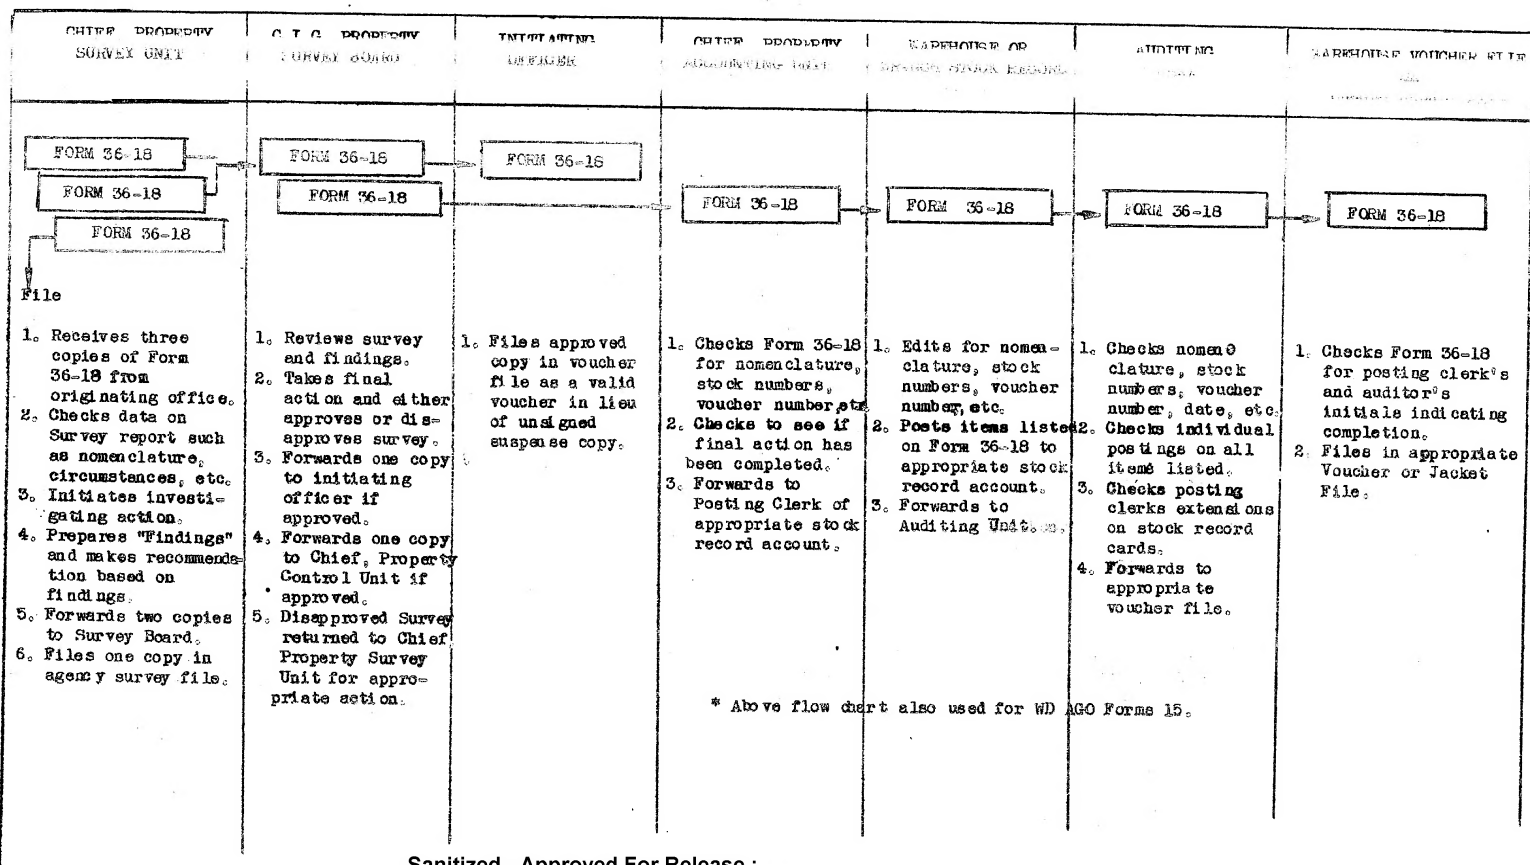 CHIEF PROPERTY
SURVEY UNIT
C. I. G. PROPERTY
SURVEY BOARD
INITIATING
OFFICER
CHIEF PROPERTY
ACCOUNTING UNIT
WAREHOUSE OR
STOCK RECORD
AUDITING
WAREHOUSE VOUCHER FILE
FORM 36-18
FORM 36-18
FORM 36-18
File
FORM 36-18
FORM 36-18
FORM 36-18
FORM 36-18
FORM 36-18
FORM 36-18
FORM 36-18
1. Receives three
copies of Form
36-18 from
originating office.
2. Checks data on
Survey report such
as nomenclature,
circumstances, etc.
3. Initiates investi-
gating action.
4. Prepares "Findings"
and makes recommenda-
tion based on
findings.
5. Forwards two copies
to Survey Board.
6. Files one copy in
agency survey file.
1. Reviews survey
and findings.
2. Takes final
action and either
approves or dis-
approves survey.
3. Forwards one copy
to initiating
officer if
approved.
4. Forwards one copy
to Chief, Property
Control Unit if
approved.
5. Disapproved Survey
returned to Chief
Property Survey
Unit for appro-
priate action.
1. Files approved
copy in voucher
file as a valid
voucher in lieu
of unsigned
suspense copy.
1. Checks Form 36-18
for nomenclature,
stock numbers,
voucher number, etc.
2. Checks to see if
final action has
been completed.
3. Forwards to
Posting Clerk of
appropriate stock
record account.
1. Edits for nomen-
clature, stock
numbers, voucher
number, etc.
2. Posts items listed
on Form 36-18 to
appropriate stock
record account.
3. Forwards to
Auditing Unit.
1. Checks nomen-
clature, stock
numbers, voucher
number, date, etc.
2. Checks individual
postings on all
items listed.
3. Checks posting
clerks extensions
on stock record
cards.
4. Forwards to
appropriate
voucher file.
1. Checks Form 36-18
for posting clerk's
and auditor's
initials indicating
completion.
2. Files in appropriate
Voucher or Jacket
File.
* Above flow chart also used for WD AGO Forms 15.
Sanitized - Approved For Release :